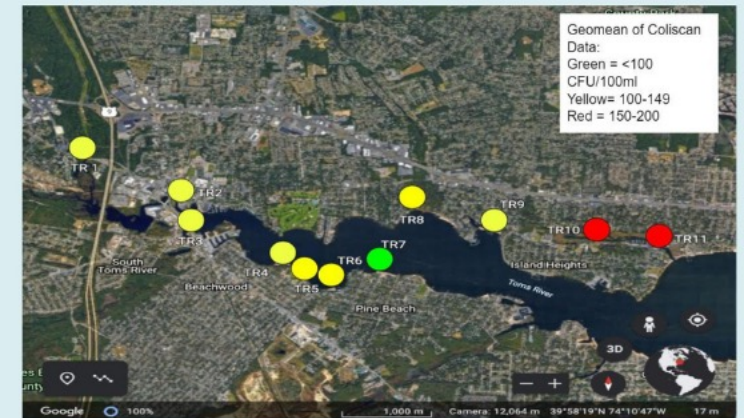 Geomean of Coliscan
Data:
Green = <100
CFU/100ml
Yellow= 100-149
Red = 150-200
9
TR 1
TR2
TR3
TR8
TR9
TR10
TR11
TR7
TR4
TR6
TR5
South
Toms River
Beachwood
Island Heights
Toms River
Pine Beach
3D
Google
100%
1,000 m
Camera: 12,064 m
39°58'19"N 74°10'47"W
17 m